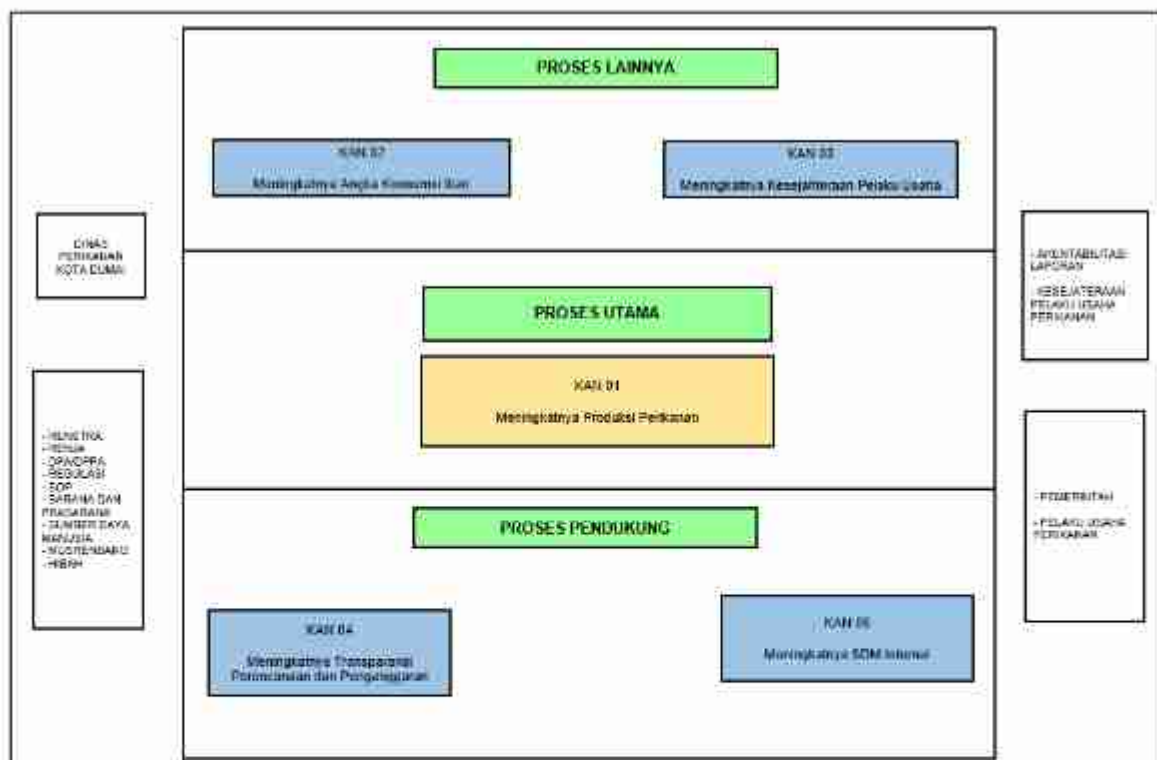 PROSES LAINNYA
KAN 02
Meningkatnya Angka Konsumsi Ikan
KAN 03
Meningkatnya Kesejahteraan Pelaku Usaha
DINAS
PERIKANAN
KOTA DUMAI
- AKUNTABILITAS
LAPORAN
- KESEJATERAAN
PELAKU USAHA
PERIKANAN
PROSES UTAMA
KAN 01
Meningkatnya Produksi Perikanan
- RENSTRA
- RENJA
- DPA/DPPA
- REGULASI
- SOP
- SARANA DAN
PRASARANA
- SUMBER DAYA
MANUSIA
- MUSRENBANG
- HIBAH
- PEMERINTAH
- PELAKU USAHA
PERIKANAN
PROSES PENDUKUNG
KAN 04
Meningkatnya Transparansi
Perencanaan dan Penganggaran
KAN 05
Meningkatnya SDM Internal